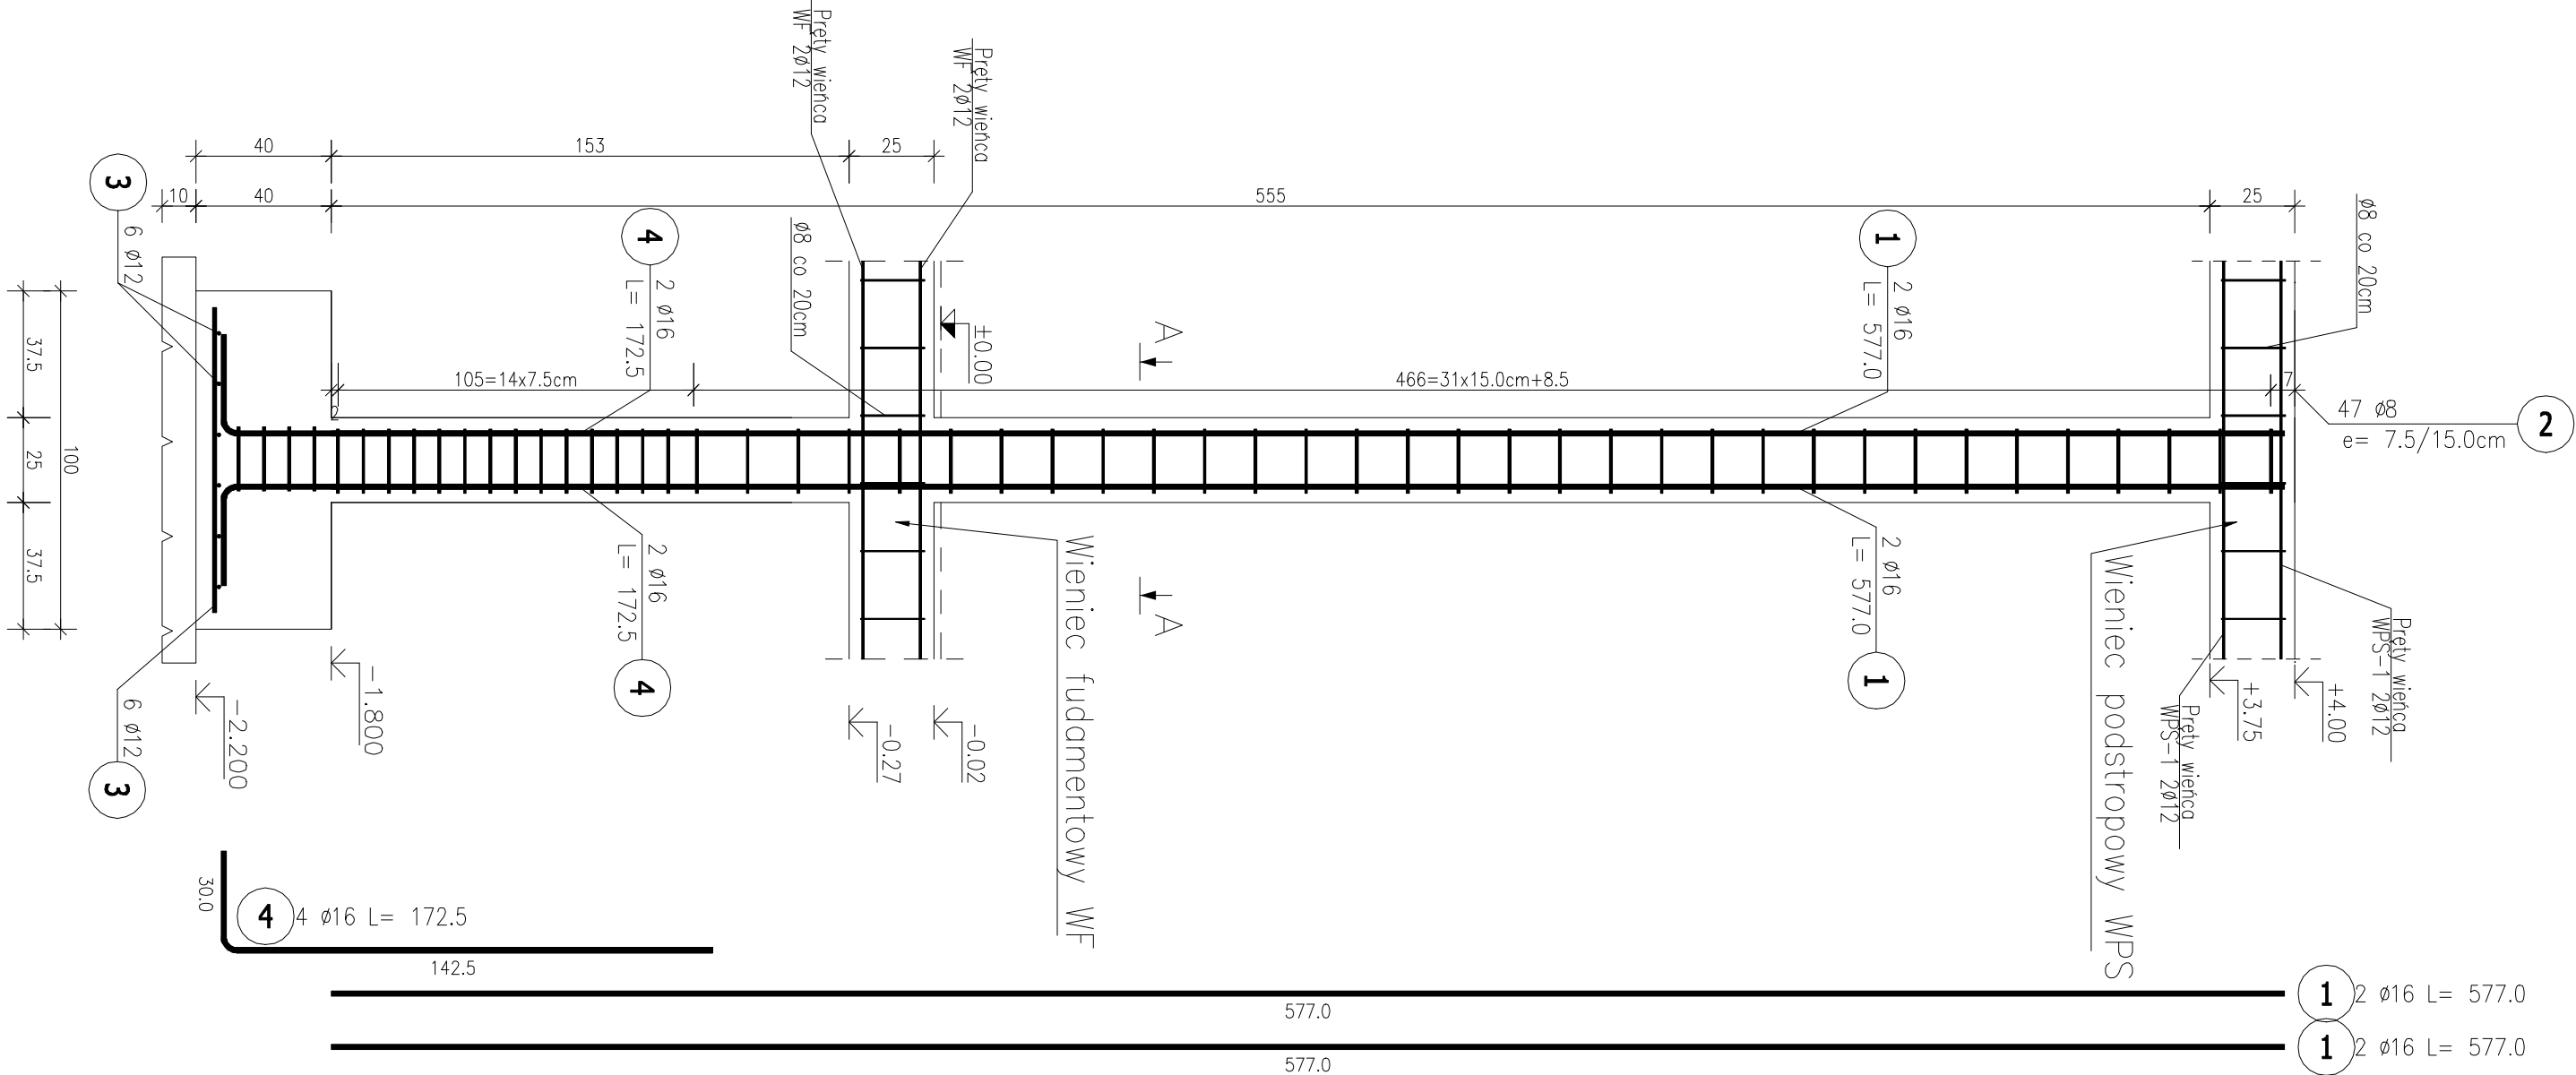 Pręty wieńca
WF 2ø12
Pręty wieńca
WF 2ø12
40
153
25
10
40
555
25
3
6 ø12
4
2 ø16
L= 172.5
ø8 co 20cm
±0.00
A
1
2 ø16
L= 577.0
ø8 co 20cm
105=14x7.5cm
466=31x15.0cm+8.5
7
2
47 ø8
e= 7.5/15.0cm
2
37.5
25
37.5
100
2 ø16
L= 172.5
4
A
2 ø16
L= 577.0
1
Wieniec fudamentowy WF
Wieniec podstropowy WPS
Pręty wieńca
WPS-1 2ø12
Pręty wieńca
WPS-1 2ø12
+3.75
+4.00
-0.27
-0.02
-1.800
-2.200
6 ø12
3
30.0
4
4 ø16 L= 172.5
142.5
577.0
1
2 ø16 L= 577.0
577.0
1
2 ø16 L= 577.0